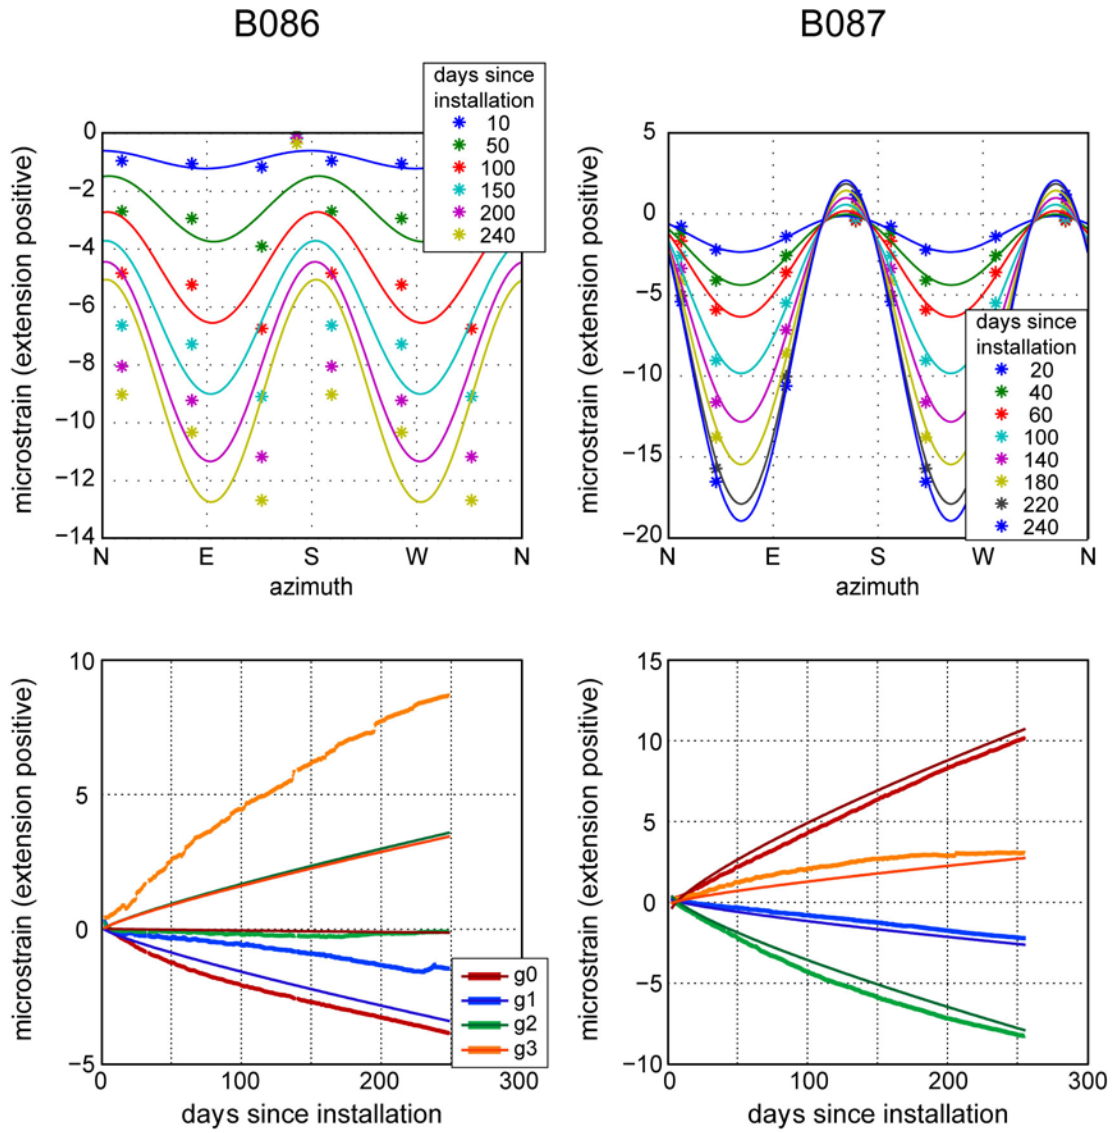 B086
B087
days since
installation
10
50
100
150
200
240
0
−2
−4
−6
−8
−10
−12
−14
microstrain (extension positive)
N
E
S
W
N
azimuth
5
0
−5
−10
−15
−20
microstrain (extension positive)
days since
installation
20
40
60
100
140
180
220
240
N
E
S
W
N
azimuth
10
5
0
−5
microstrain (extension positive)
g0
g1
g2
g3
0
100
200
300
days since installation
15
10
5
0
−5
−10
microstrain (extension positive)
0
100
200
300
days since installation